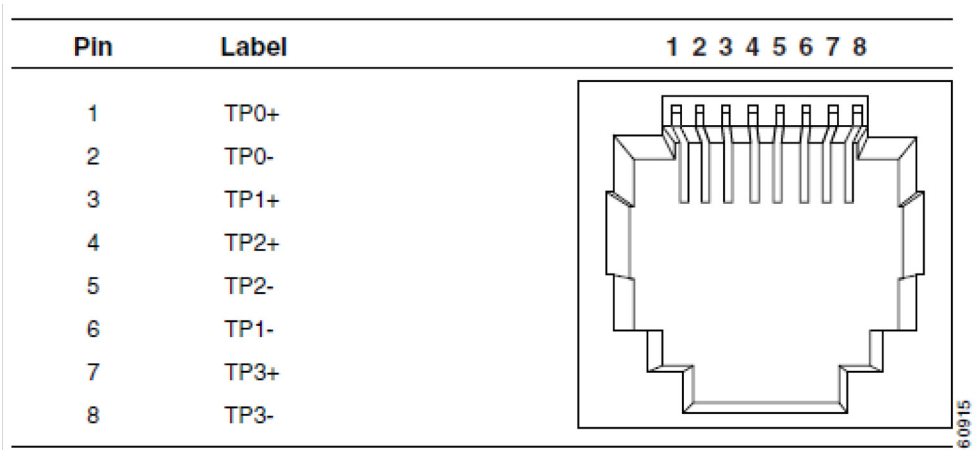 Pin Label 1 2 3 4 5 6 7 8
1 TP0+
2 TP0-
3 TP1+
4 TP2+
5 TP2-
6 TP1-
7 TP3+
8 TP3-
60915